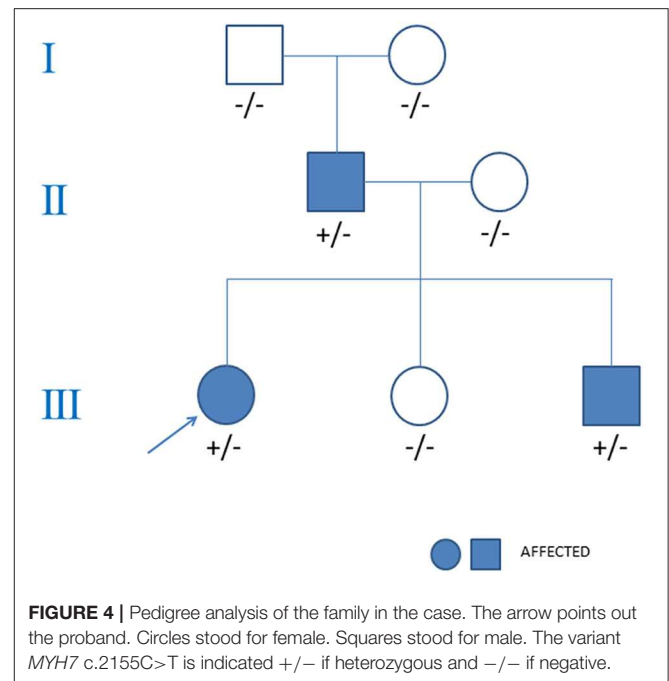 I
-/-
-/-
II
+/-
-/-
III
+/-
-/-
+/-
AFFECTED
FIGURE 4 | Pedigree analysis of the family in the case. The arrow points out
the proband. Circles stood for female. Squares stood for male. The variant
MYH7 c.2155C>T is indicated +/− if heterozygous and −/− if negative.